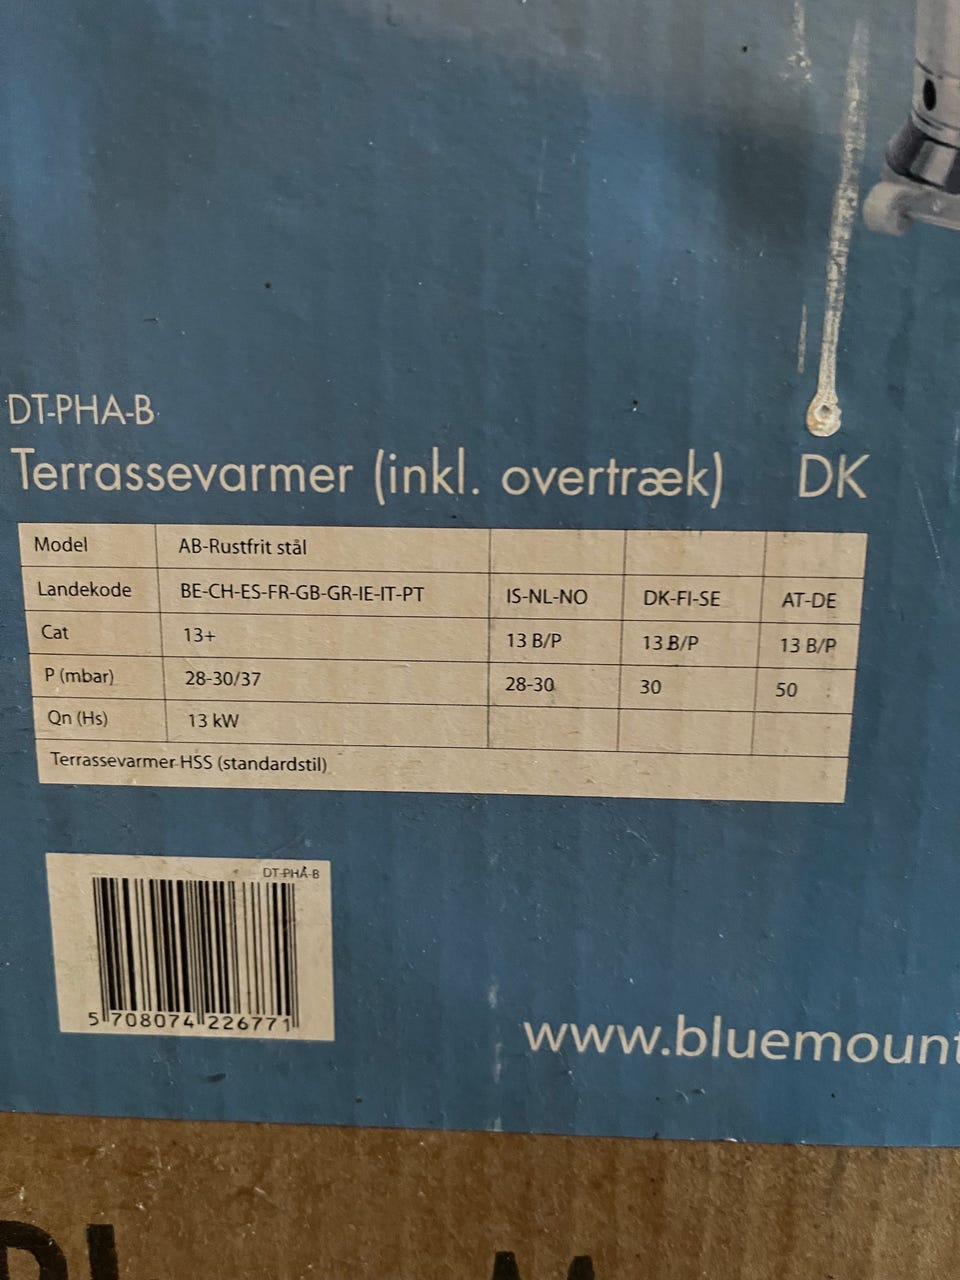 DT-PHA-B
Terrassevarmer (inkl. overtræk) DK
Model AB-Rustfrit stål
Landekode BE-CH-ES-FR-GB-GR-IE-IT-PT IS-NL-NO DK-FI-SE AT-DE
Cat 13+ 13 B/P 13 B/P 13 B/P
P (mbar) 28-30/37 28-30 30 50
Qn (Hs) 13 kW
Terrassevarmer HSS (standardstil)
DT-PHA-B
5 708074 226771
www.bluemount